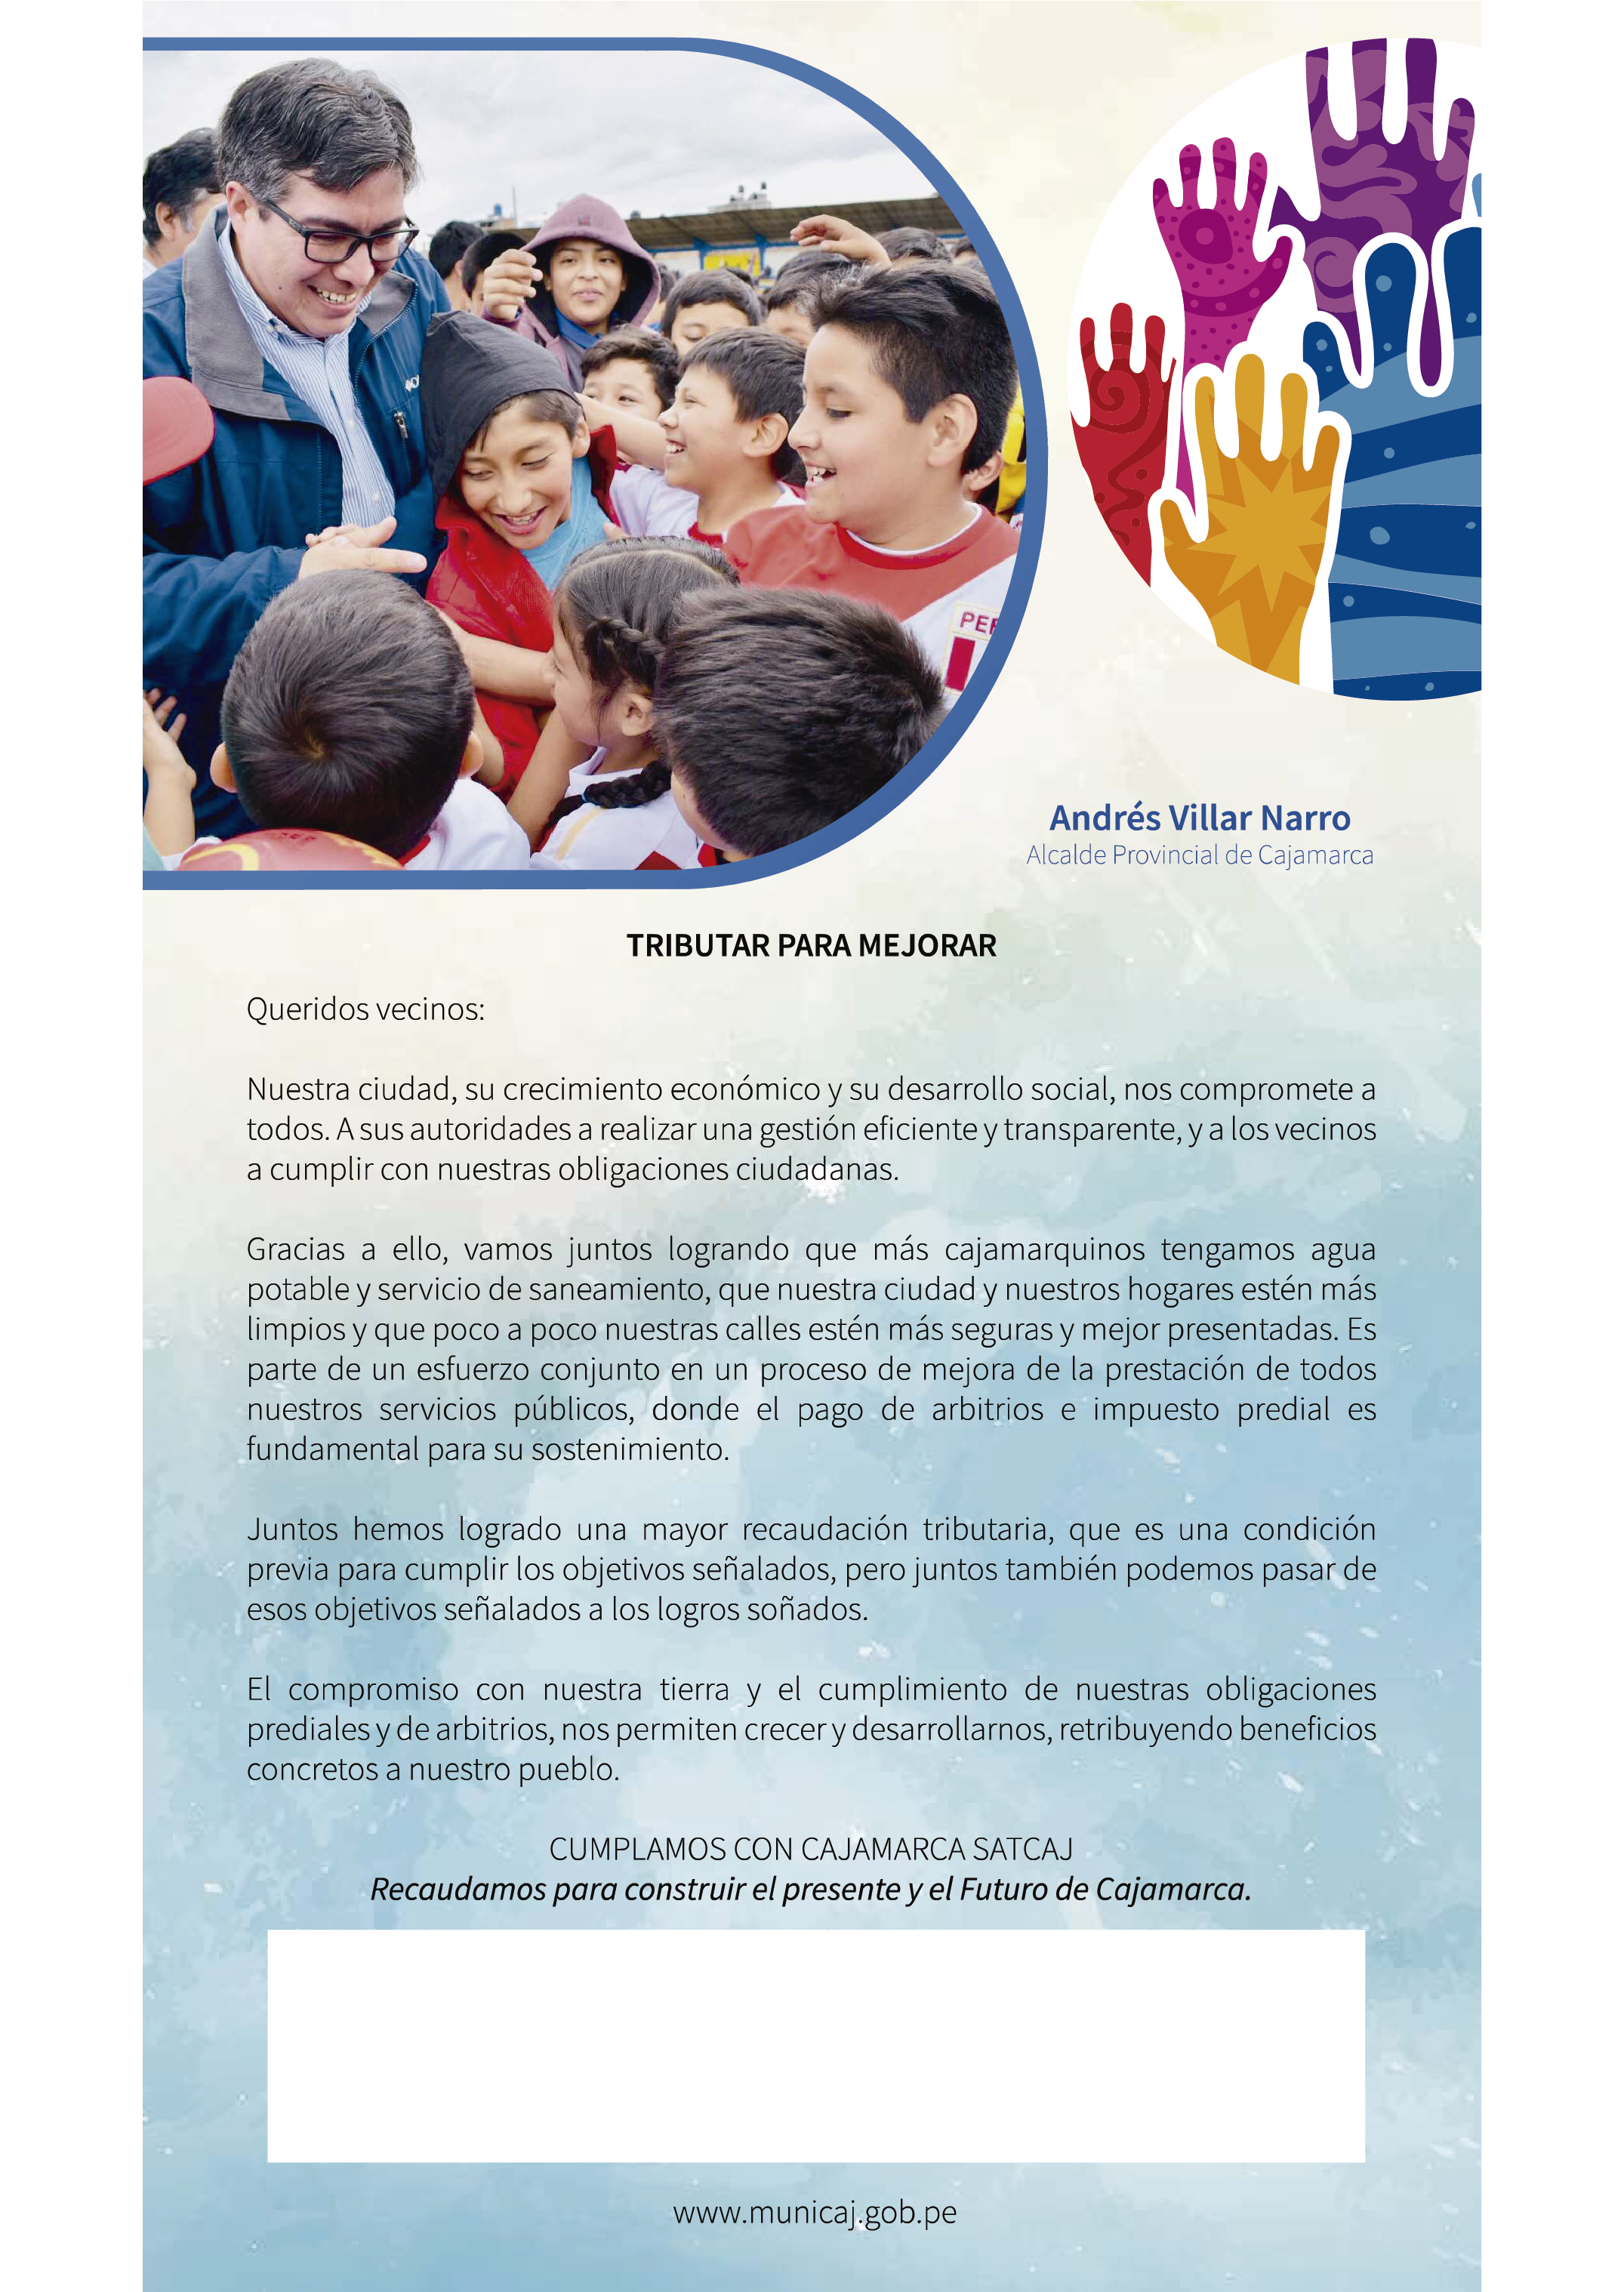 PER
Andrés Villar Narro
Alcalde Provincial de Cajamarca
TRIBUTAR PARA MEJORAR
Queridos vecinos:
Nuestra ciudad, su crecimiento económico y su desarrollo social, nos compromete a
todos. A sus autoridades a realizar una gestión eficiente y transparente, y a los vecinos
a cumplir con nuestras obligaciones ciudadanas.
Gracias a ello, vamos juntos logrando que más cajamarquinos tengamos agua
potable y servicio de saneamiento, que nuestra ciudad y nuestros hogares estén más
limpios y que poco a poco nuestras calles estén más seguras y mejor presentadas. Es
parte de un esfuerzo conjunto en un proceso de mejora de la prestación de todos
nuestros servicios públicos, donde el pago de arbitrios e impuesto predial es
fundamental para su sostenimiento.
Juntos hemos logrado una mayor recaudación tributaria, que es una condición
previa para cumplir los objetivos señalados, pero juntos también podemos pasar de
esos objetivos señalados a los logros soñados.
El compromiso con nuestra tierra y el cumplimiento de nuestras obligaciones
prediales y de arbitrios, nos permiten crecer y desarrollarnos, retribuyendo beneficios
concretos a nuestro pueblo.
CUMPLAMOS CON CAJAMARCA SATCAJ
Recaudamos para construir el presente y el Futuro de Cajamarca.
www.municaj.gob.pe